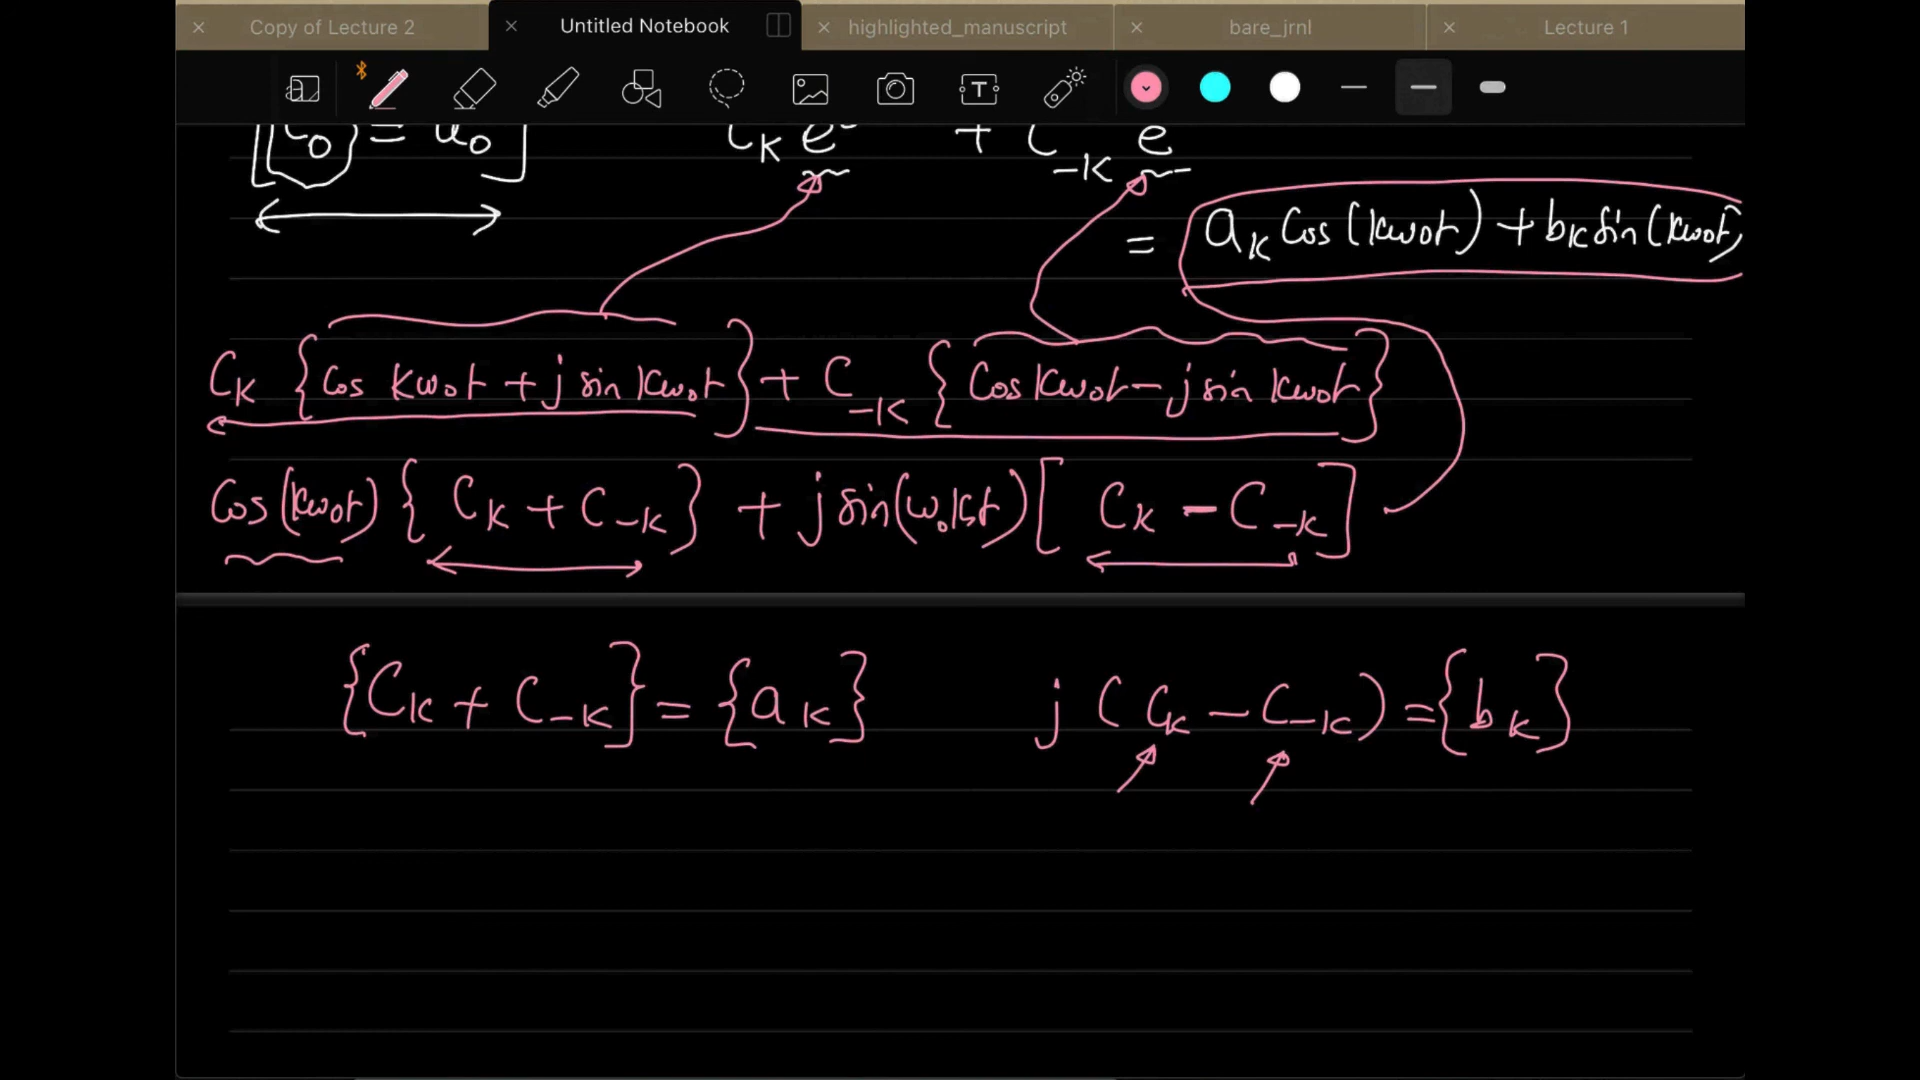 Copy of Lecture 2 Untitled Notebook highlighted_manuscript bare_jrnl Lecture 1
[C₀ = a₀] Cₖ e + C₋ₖ e
= aₖ Cos(kω₀t) + bₖ sin(kω₀t)
Cₖ {Cos kω₀t + j sin kω₀t} + C₋ₖ {Cos kω₀t - j sin kω₀t}
Cos(kω₀t) {Cₖ + C₋ₖ} + j sin(ω₀kt) [Cₖ - C₋ₖ]
{Cₖ + C₋ₖ} = {aₖ} j (Cₖ - C₋ₖ) = {bₖ}